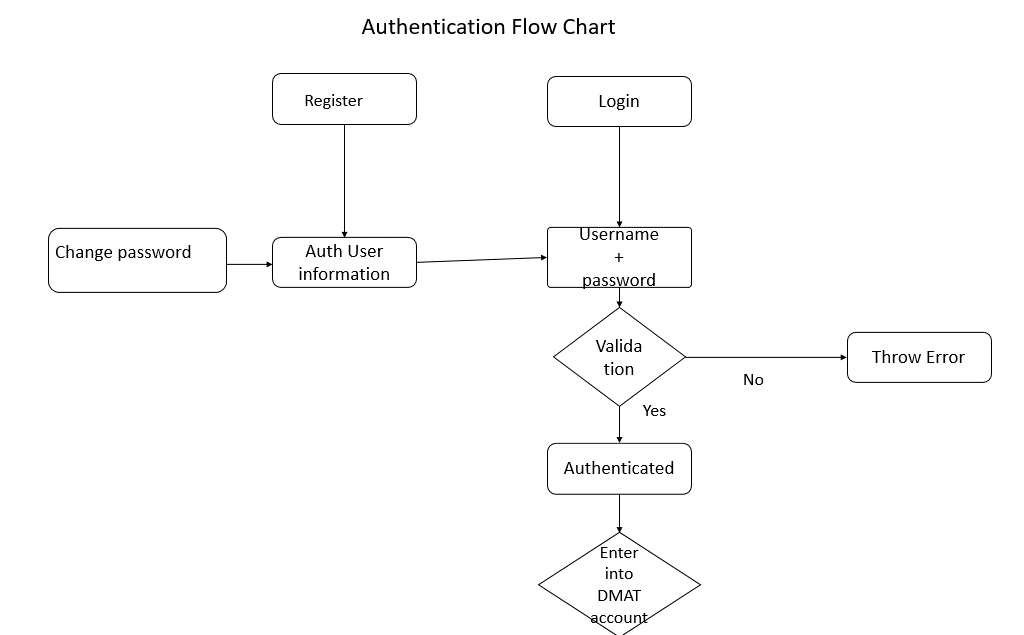 Authentication Flow Chart
Register
Login
Change password
Auth User
information
Username
+
password
Valida
tion
Throw Error
No
Yes
Authenticated
Enter
into
DMAT
account